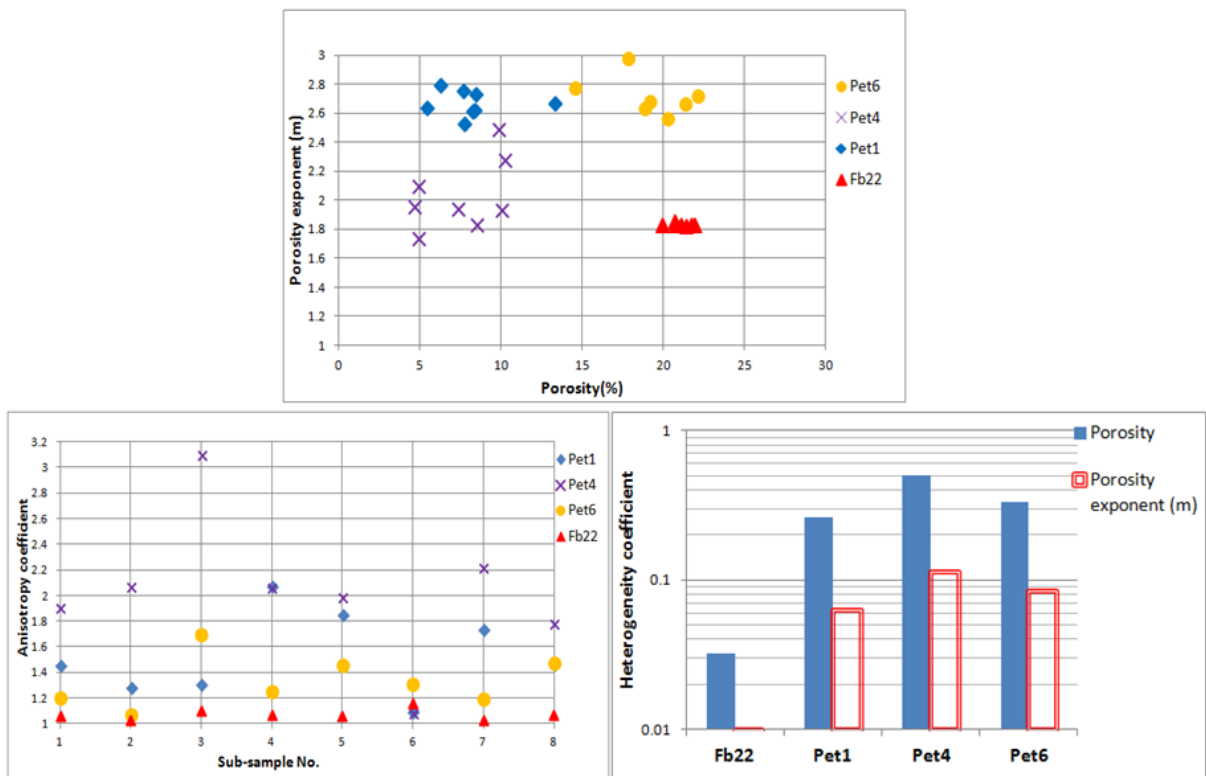 3
2.8
2.6
2.4
2.2
2
1.8
1.6
1.4
1.2
1
Porosity exponent (m)
0 5 10 15 20 25 30
Porosity(%)
Pet6
Pet4
Pet1
Fb22
3.2
3
2.8
2.6
2.4
2.2
2
1.8
1.6
1.4
1.2
1
Anisotropy coefficient
1 2 3 4 5 6 7 8
Sub-sample No.
Pet1
Pet4
Pet6
Fb22
1
0.1
0.01
Heterogeneity coefficient
Fb22 Pet1 Pet4 Pet6
Porosity
Porosity
exponent (m)